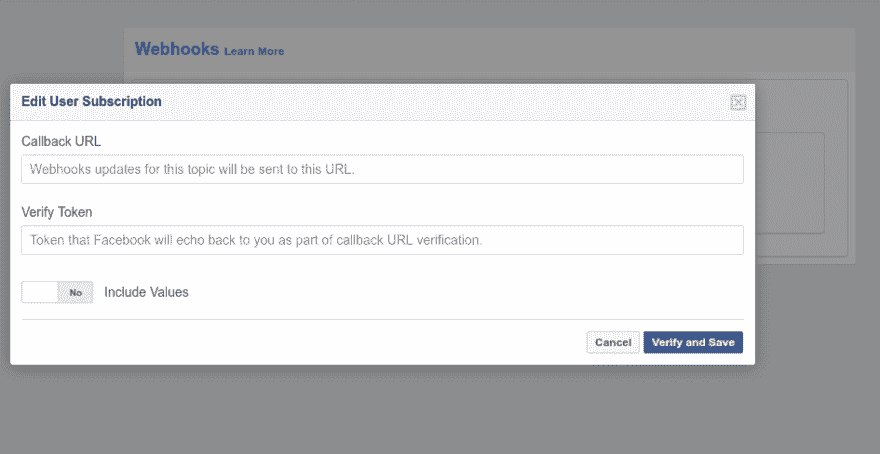 Webhooks Learn More
Edit User Subscription
Callback URL
Webhooks updates for this topic will be sent to this URL.
Verify Token
Token that Facebook will echo back to you as part of callback URL verification.
No Include Values
Cancel Verify and Save